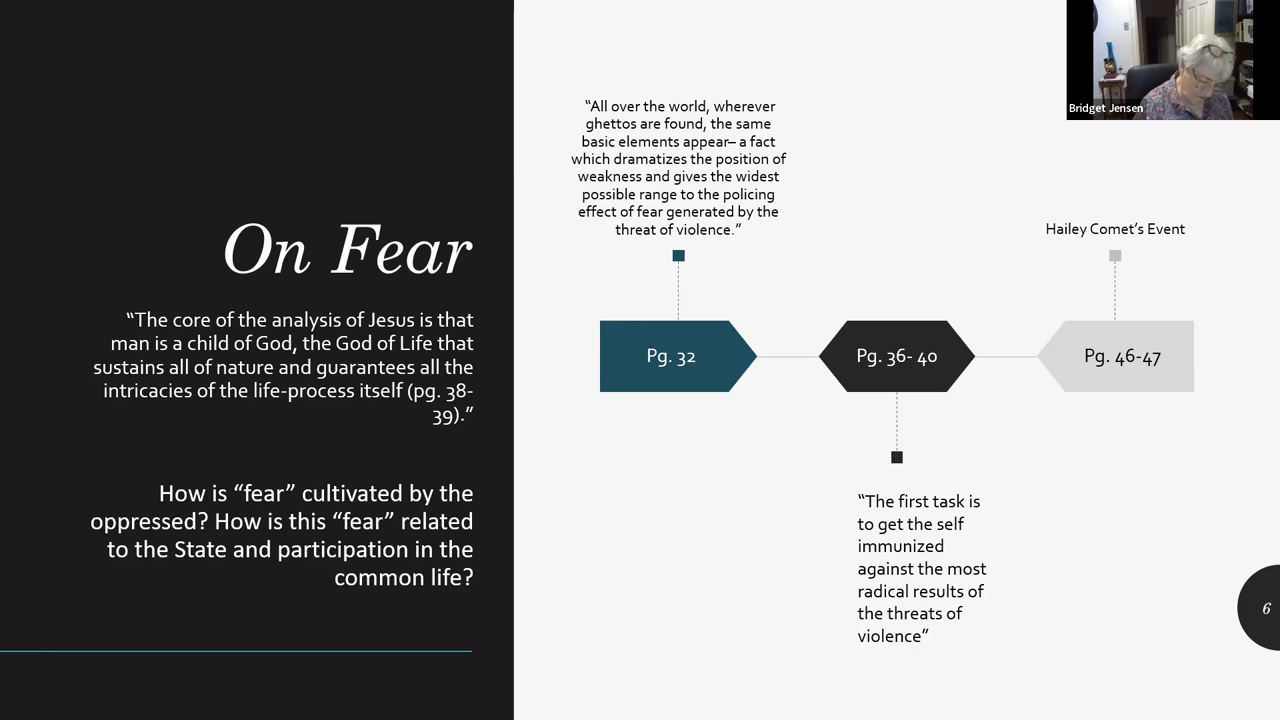 On Fear
“The core of the analysis of Jesus is that
man is a child of God, the God of Life that
sustains all of nature and guarantees all the
intricacies of the life-process itself (pg. 38-
39).”
How is “fear” cultivated by the
oppressed? How is this “fear” related
to the State and participation in the
common life?
“All over the world, wherever
ghettos are found, the same
basic elements appear– a fact
which dramatizes the position of
weakness and gives the widest
possible range to the policing
effect of fear generated by the
threat of violence.”
Pg. 32
Pg. 36- 40
“The first task is
to get the self
immunized
against the most
radical results of
the threats of
violence”
Hailey Comet’s Event
Pg. 46-47
Bridget Jensen
6